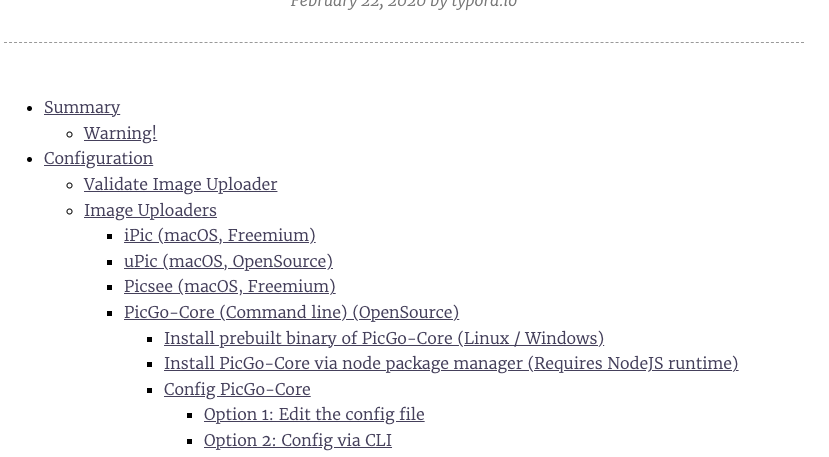 February 22, 2020 by typora.io
Summary
Warning!
Configuration
Validate Image Uploader
Image Uploaders
iPic (macOS, Freemium)
uPic (macOS, OpenSource)
Picsee (macOS, Freemium)
PicGo-Core (Command line) (OpenSource)
Install prebuilt binary of PicGo-Core (Linux / Windows)
Install PicGo-Core via node package manager (Requires NodeJS runtime)
Config PicGo-Core
Option 1: Edit the config file
Option 2: Config via CLI